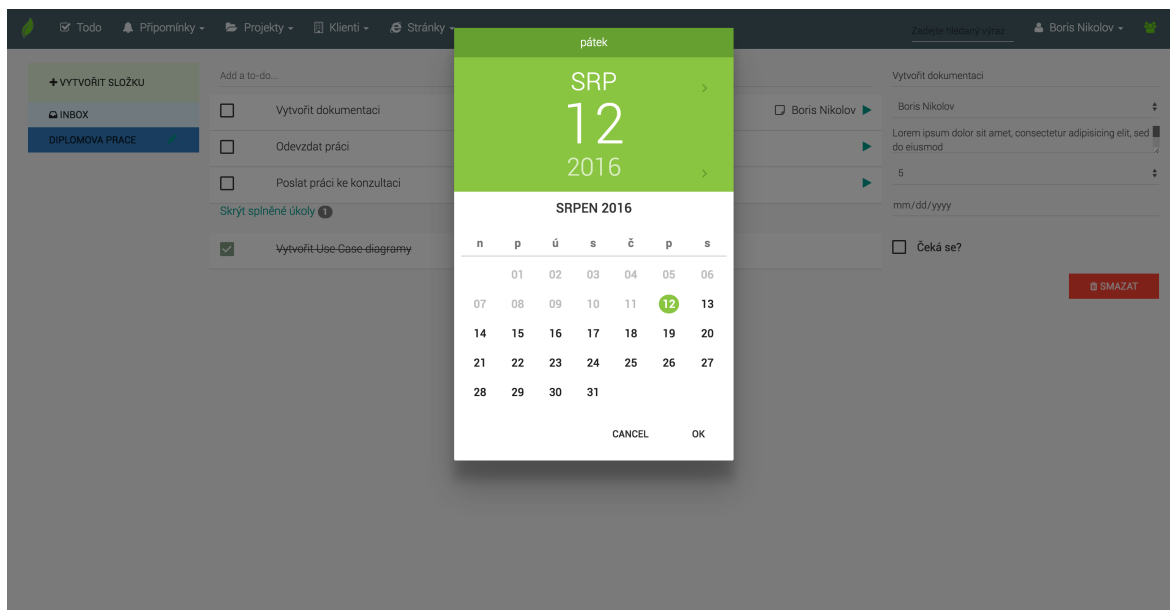 Todo Připomínky Projekty Klienti Stránky Zadejte hledaný výraz Boris Nikolov
VYTVOŘIT SLOŽKU
INBOX
DIPLOMOVA PRACE
Add a to-do...
Vytvořit dokumentaci Boris Nikolov
Odevzdat práci
Poslat práci ke konzultaci
Skrýt splněné úkoly 1
Vytvořit Use Case diagramy
pátek
SRP
12
2016
SRPEN 2016
n p ú s č p s
01 02 03 04 05 06
07 08 09 10 11 12 13
14 15 16 17 18 19 20
21 22 23 24 25 26 27
28 29 30 31
CANCEL OK
Vytvořit dokumentaci
Boris Nikolov
Lorem ipsum dolor sit amet, consectetur adipisicing elit, sed
do eiusmod
5
mm/dd/yyyy
Čeká se?
SMAZAT